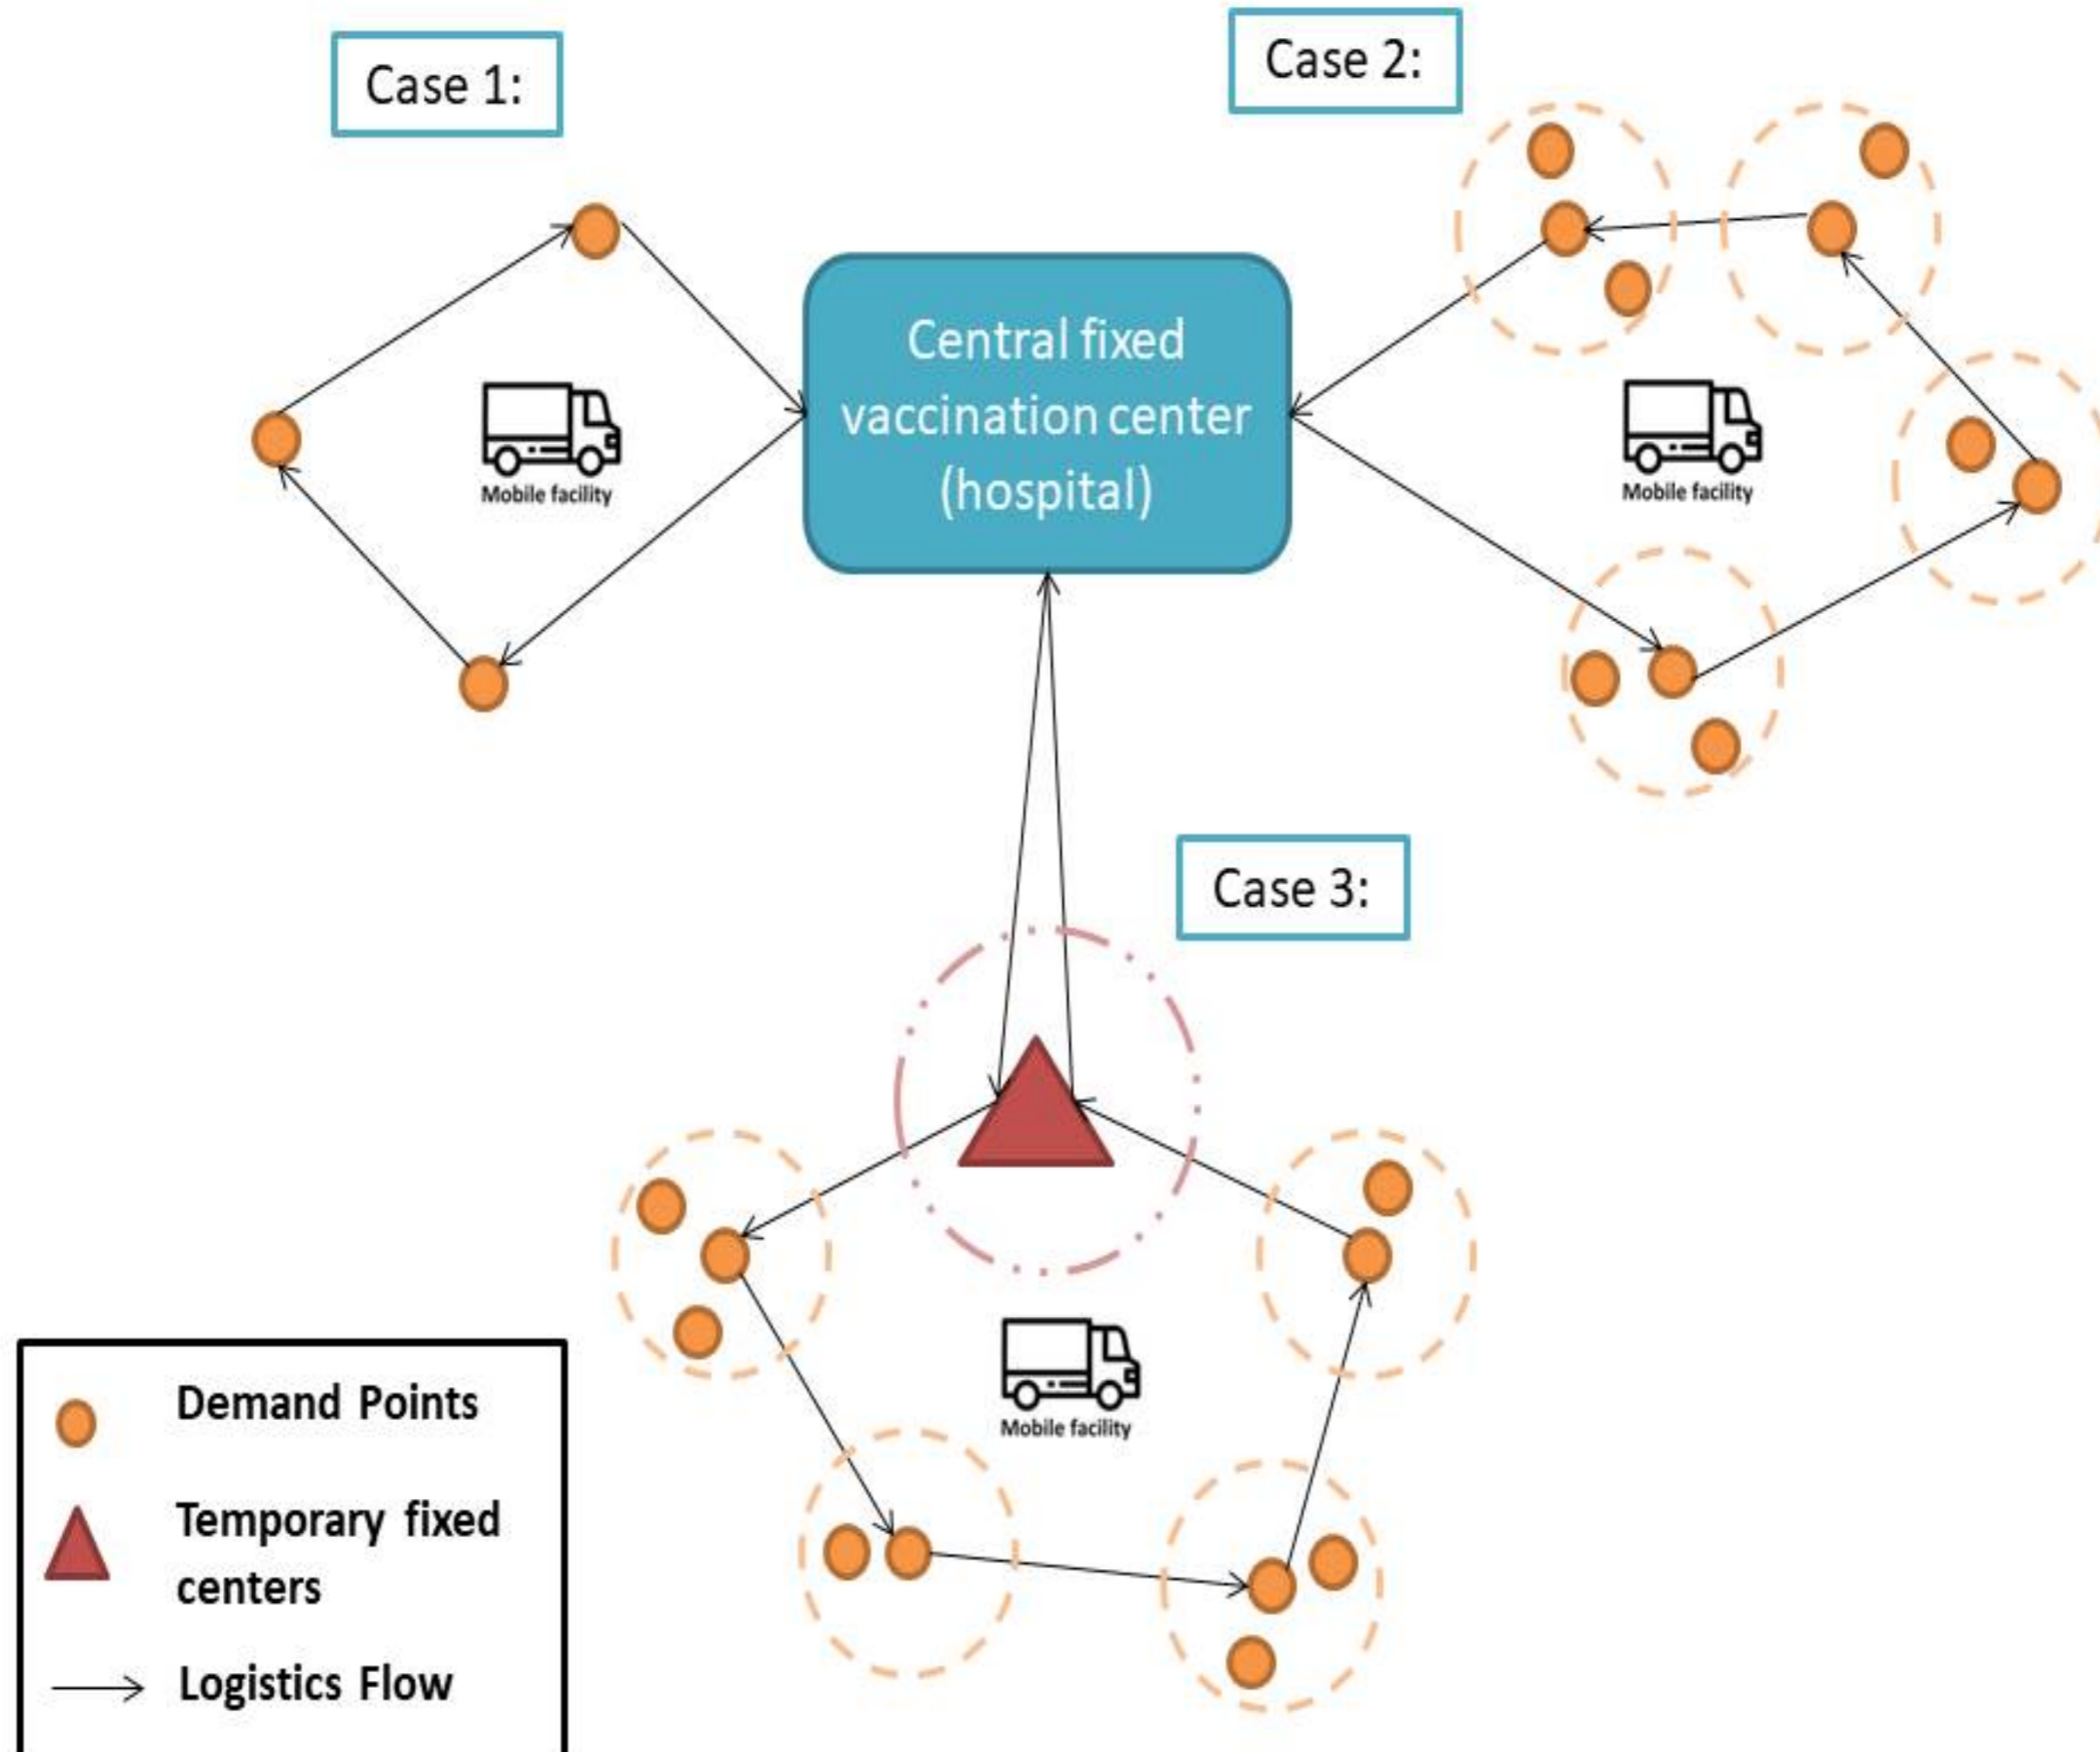 Case 1:
Case 2:
Central fixed
vaccination center
(hospital)
Mobile facility
Mobile facility
Case 3:
Mobile facility
Demand Points
Temporary fixed
centers
Logistics Flow